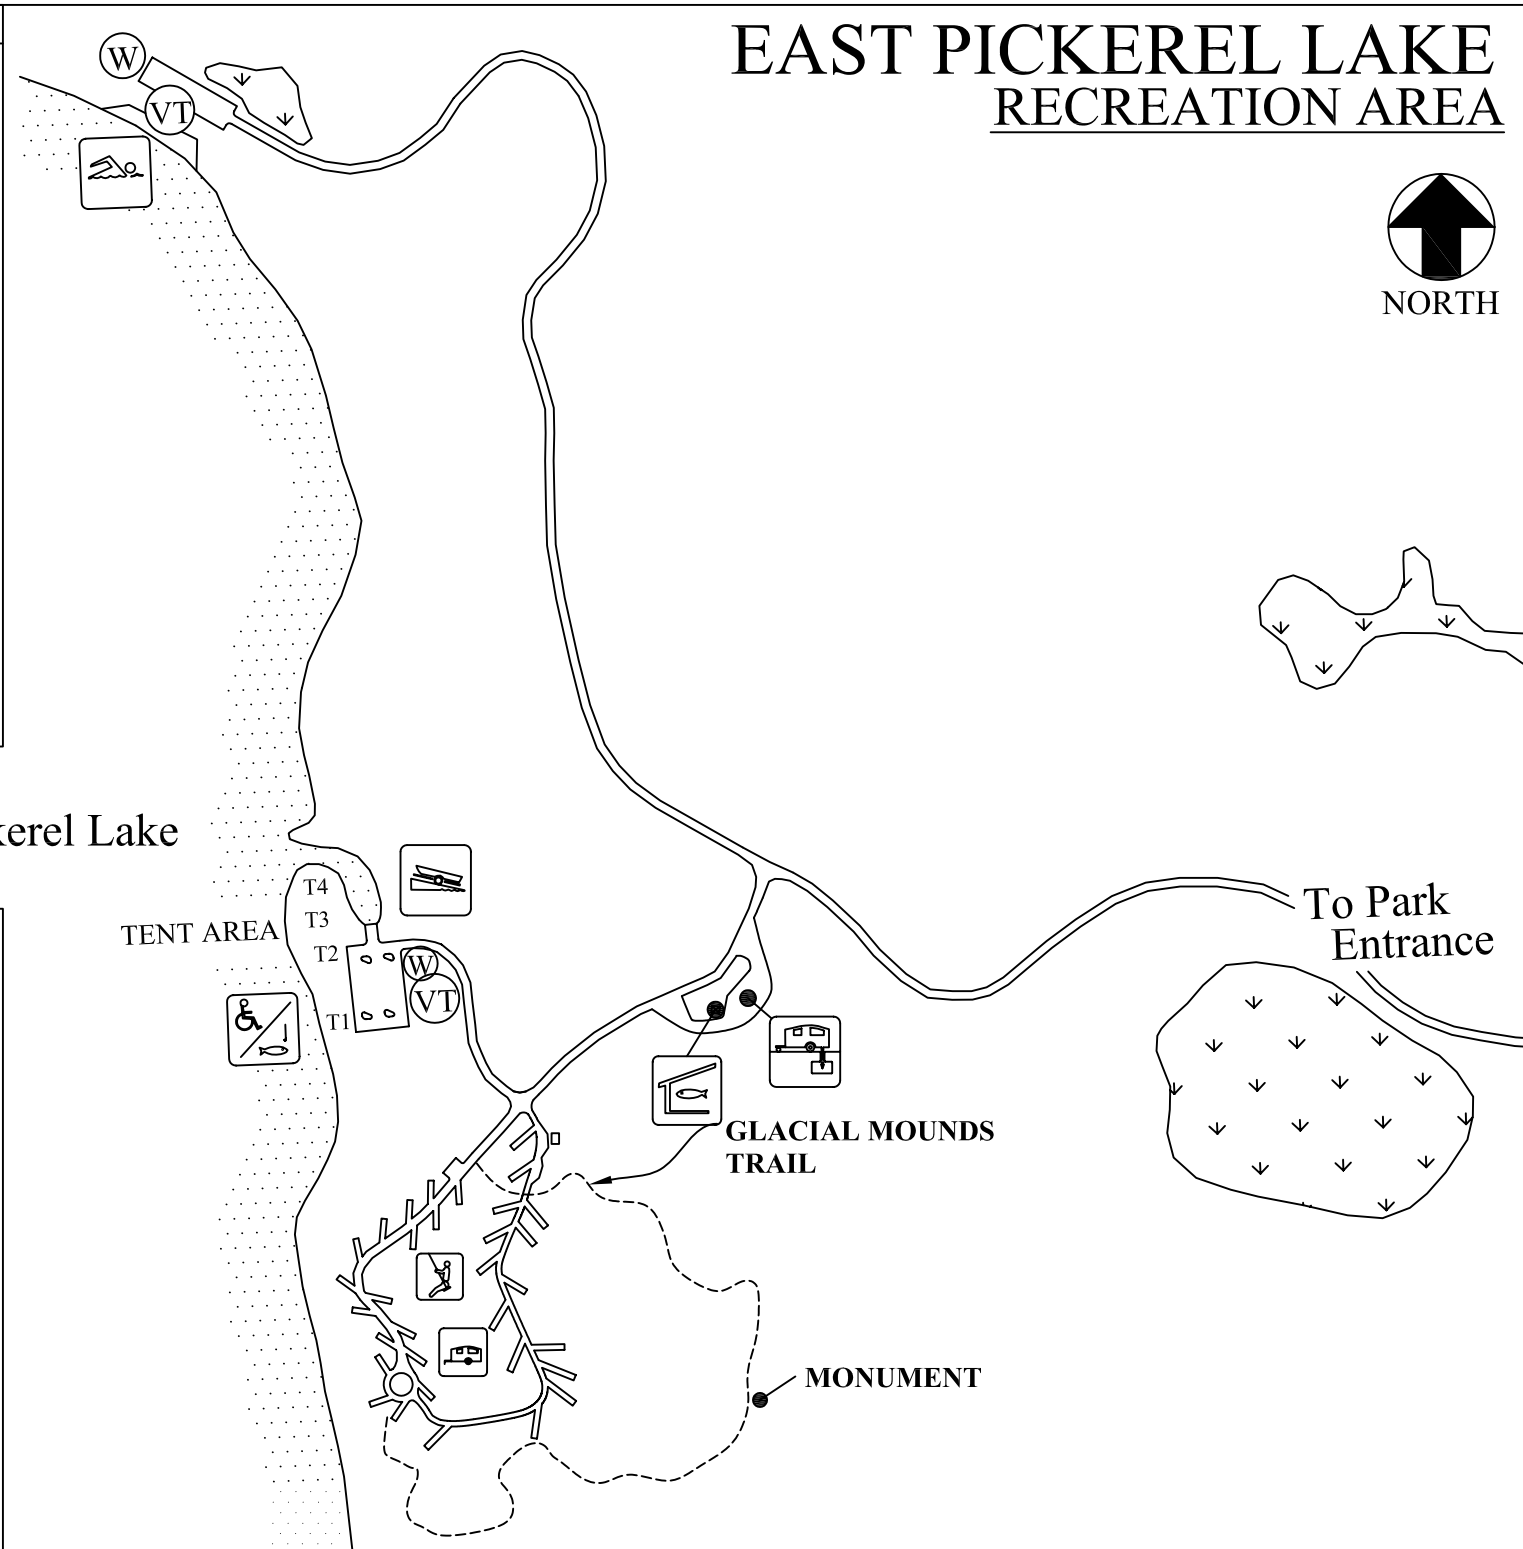 EAST PICKEREL LAKE
RECREATION AREA
W
VT
NORTH
kerel Lake
T4
T3
TENT AREA
T2
W
VT
T1
To Park
Entrance
GLACIAL MOUNDS
TRAIL
MONUMENT